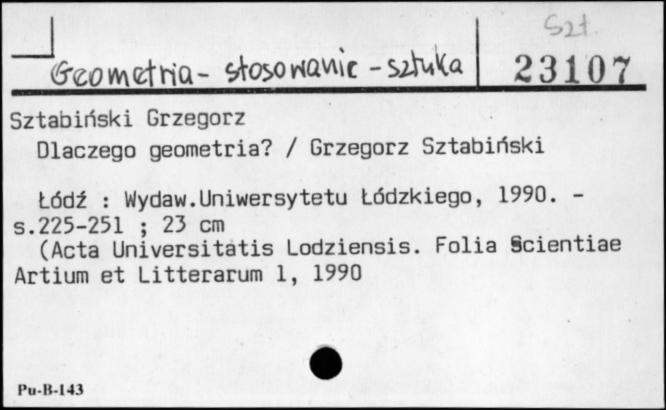 Szt.
Geometria - stosowanie - sztuka
23107
Sztabiński Grzegorz
Dlaczego geometria? / Grzegorz Sztabiński
Łódź : Wydaw.Uniwersytetu Łódzkiego, 1990. -
s.225-251 ; 23 cm
(Acta Universitatis Lodziensis. Folia Scientiae
Artium et Litterarum 1, 1990
Pu-B-143